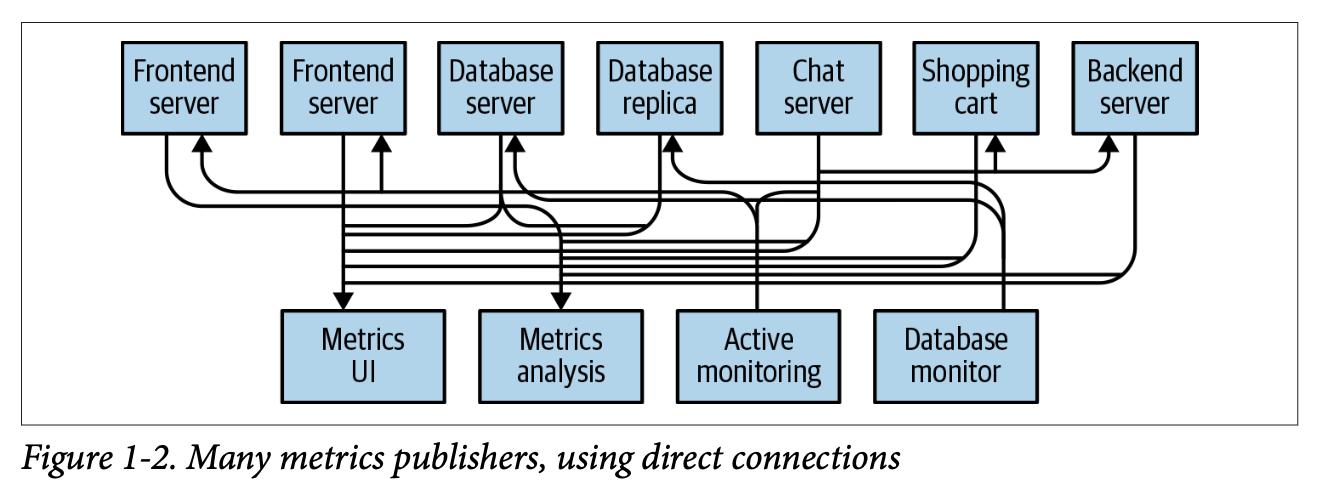 Frontend
server
Frontend
server
Database
server
Database
replica
Chat
server
Shopping
cart
Backend
server
Metrics
UI
Metrics
analysis
Active
monitoring
Database
monitor
Figure 1-2. Many metrics publishers, using direct connections